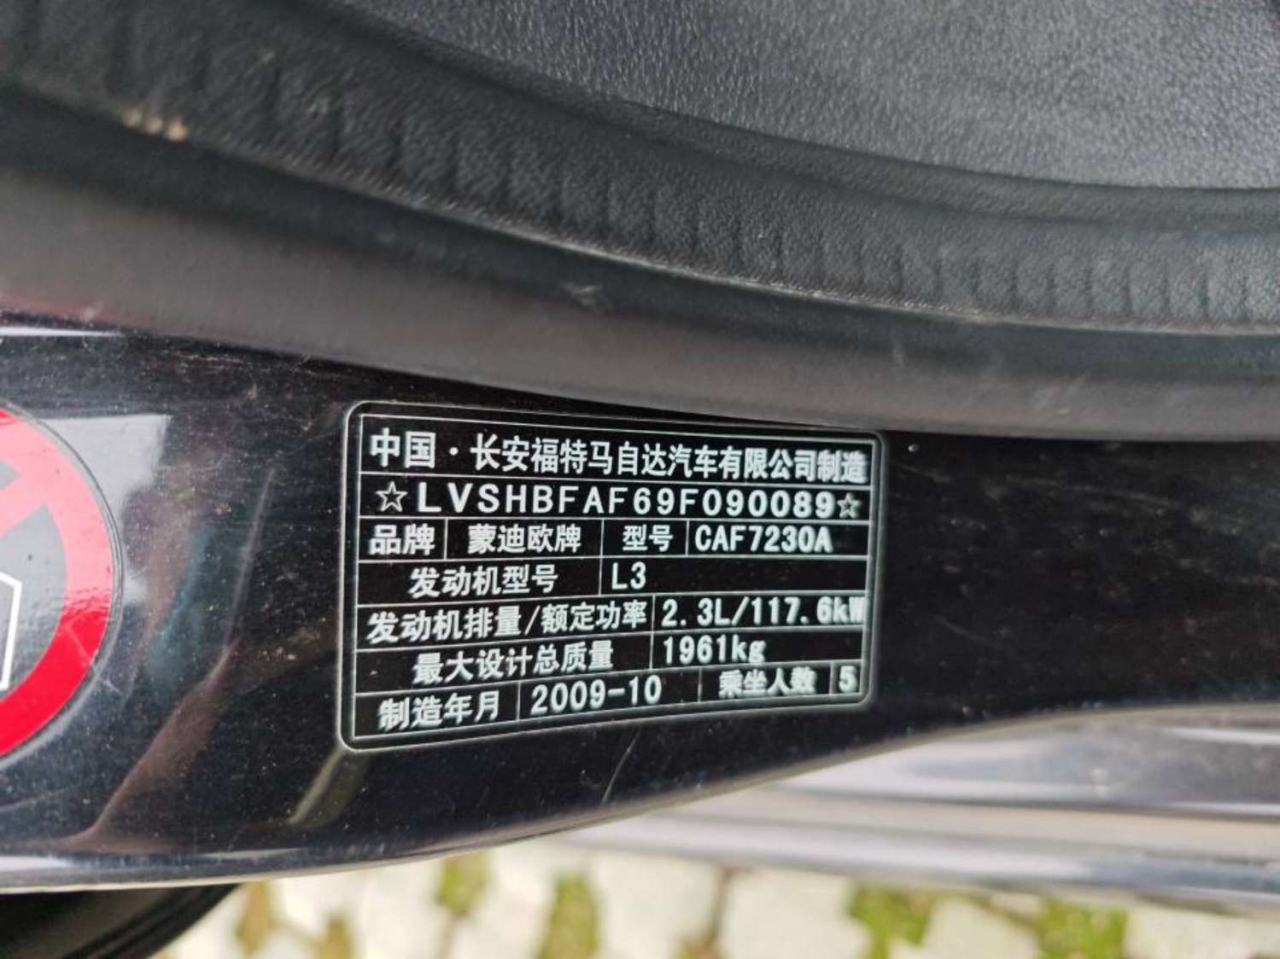 中国·长安福特马自达汽车有限公司制造
☆LVSHBFAF69F090089☆
品牌 蒙迪欧牌 型号 CAF7230A
发动机型号 L3
发动机排量/额定功率 2.3L/117.6kW
最大设计总质量 1961kg
制造年月 2009-10 乘坐人数 5